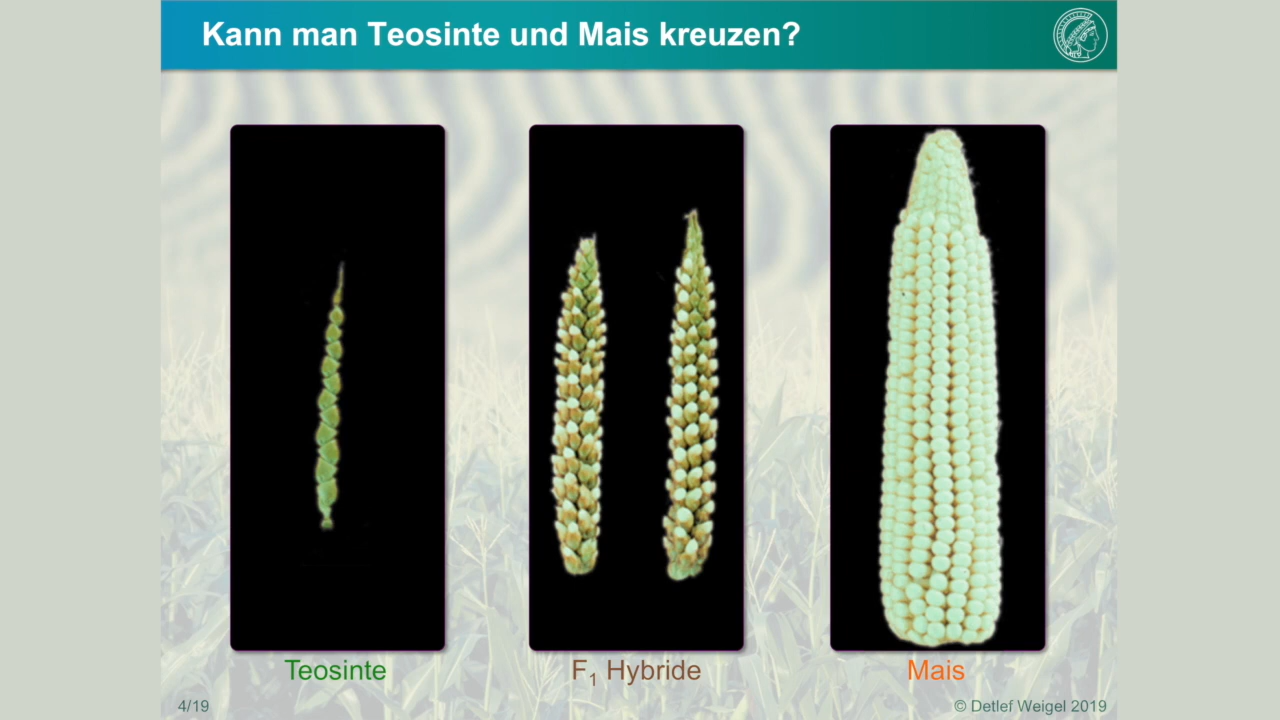 Kann man Teosinte und Mais kreuzen?
Teosinte
F₁ Hybride
Mais
4/19
© Detlef Weigel 2019